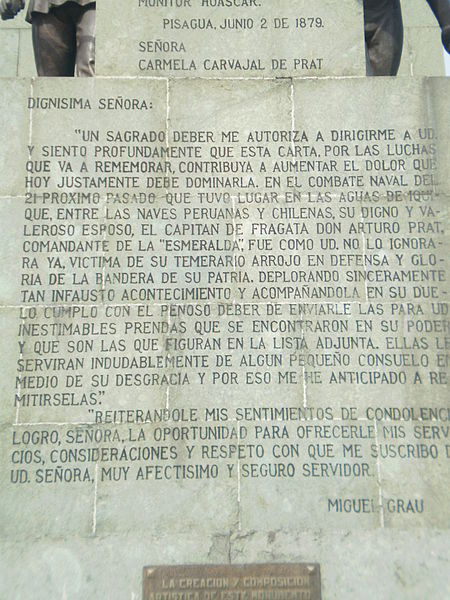 MONITOR HUASCAR.
PISAGUA, JUNIO 2 DE 1879.
SEÑORA
CARMELA CARVAJAL DE PRAT
DIGNISIMA SEÑORA:
"UN SAGRADO DEBER ME AUTORIZA A DIRIGIRME A UD.
Y SIENTO PROFUNDAMENTE QUE ESTA CARTA, POR LAS LUCHAS
QUE VA A REMEMORAR, CONTRIBUYA A AUMENTAR EL DOLOR QUE
HOY JUSTAMENTE DEBE DOMINARLA. EN EL COMBATE NAVAL DEL
21 PROXIMO PASADO QUE TUVO LUGAR EN LAS AGUAS DE IQUI-
QUE, ENTRE LAS NAVES PERUANAS Y CHILENAS, SU DIGNO Y VA-
LEROSO ESPOSO, EL CAPITAN DE FRAGATA DON ARTURO PRAT,
COMANDANTE DE LA "ESMERALDA", FUE COMO UD. NO LO IGNORA-
RA YA, VICTIMA DE SU TEMERARIO ARROJO EN DEFENSA Y GLO-
RIA DE LA BANDERA DE SU PATRIA. DEPLORANDO SINCERAMENTE
TAN INFAUSTO ACONTECIMIENTO Y ACOMPAÑANDOLA EN SU DUE-
LO CUMPLO CON EL PENOSO DEBER DE ENVIARLE LAS PARA UD.
INESTIMABLES PRENDAS QUE SE ENCONTRARON EN SU PODER
Y QUE SON LAS QUE FIGURAN EN LA LISTA ADJUNTA. ELLAS LE
SERVIRAN INDUDABLEMENTE DE ALGUN PEQUEÑO CONSUELO EN
MEDIO DE SU DESGRACIA Y POR ESO ME HE ANTICIPADO A RE
MITIRSELAS."
"REITERANDOLE MIS SENTIMIENTOS DE CONDOLENCI
LOGRO, SEÑORA, LA OPORTUNIDAD PARA OFRECERLE MIS SERV
CIOS, CONSIDERACIONES Y RESPETO CON QUE ME SUSCRIBO D
UD. SEÑORA, MUY AFECTISIMO Y SEGURO SERVIDOR.
MIGUEL GRAU
LA CREACION Y COMPOSICION
ARTISTICA DE ESTE MONUMENTO